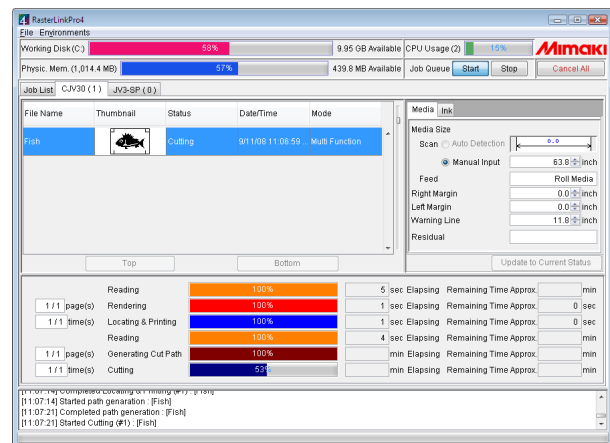 RasterLinkPro4
File Environments
Working Disk (C:) 58% 9.95 GB Available CPU Usage (2) 15% Mimaki
Physic. Mem. (1,014.4 MB) 57% 439.8 MB Available Job Queue Start Stop Cancel All
Job List CJV30 ( 1 ) JV3-SP ( 0 )
File Name Thumbnail Status Date/Time Mode
Fish Cutting 9/11/08 11:06:59 ... Multi Function
Top Bottom
Media Ink
Media Size
Scan Auto Detection 0.0
Manual Input 63.8 inch
Feed Roll Media
Right Margin 0.0 inch
Left Margin 0.0 inch
Warning Line 11.8 inch
Residual
Update to Current Status
Reading 100% 5 sec Elapsing Remaining Time Approx. min
1 / 1 page(s) Rendering 100% 1 sec Elapsing Remaining Time Approx. 0 sec
1 / 1 time(s) Locating & Printing 100% 1 sec Elapsing Remaining Time Approx. 0 sec
Reading 100% 4 sec Elapsing Remaining Time Approx. min
1 / 1 page(s) Generating Cut Path 100% min Elapsing Remaining Time Approx. min
1 / 1 time(s) Cutting 53% min Elapsing Remaining Time Approx. min
[11:07:14] Completed Locating & Printing (#1) : [Fish]
[11:07:14] Started path genaration : [Fish]
[11:07:21] Completed path generation : [Fish]
[11:07:21] Started Cutting (#1) : [Fish]